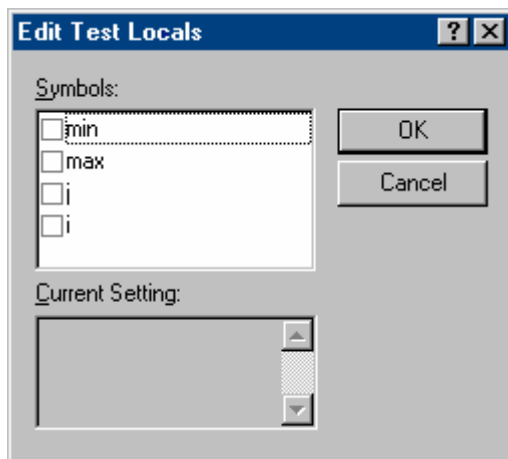 Edit Test Locals
Symbols:
min
max
j
i
OK
Cancel
Current Setting: